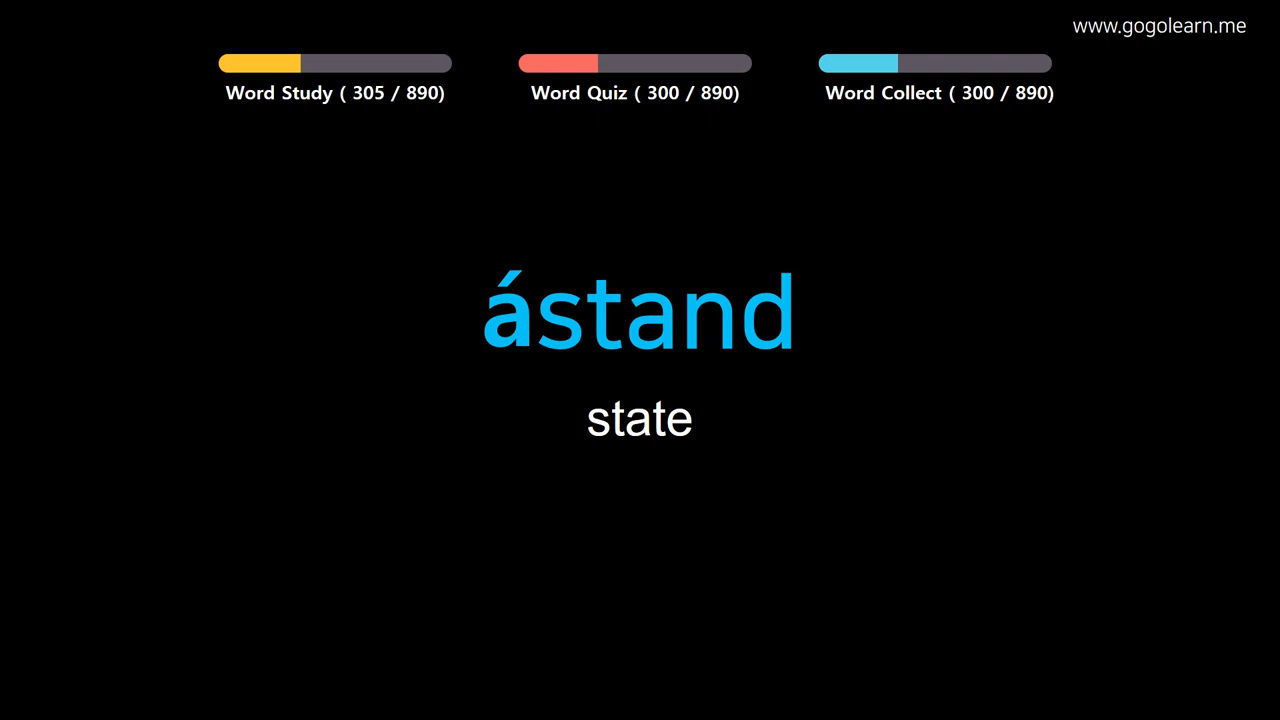 www.gogolearn.me
Word Study ( 305 / 890)
Word Quiz ( 300 / 890)
Word Collect ( 300 / 890)
ástand
state